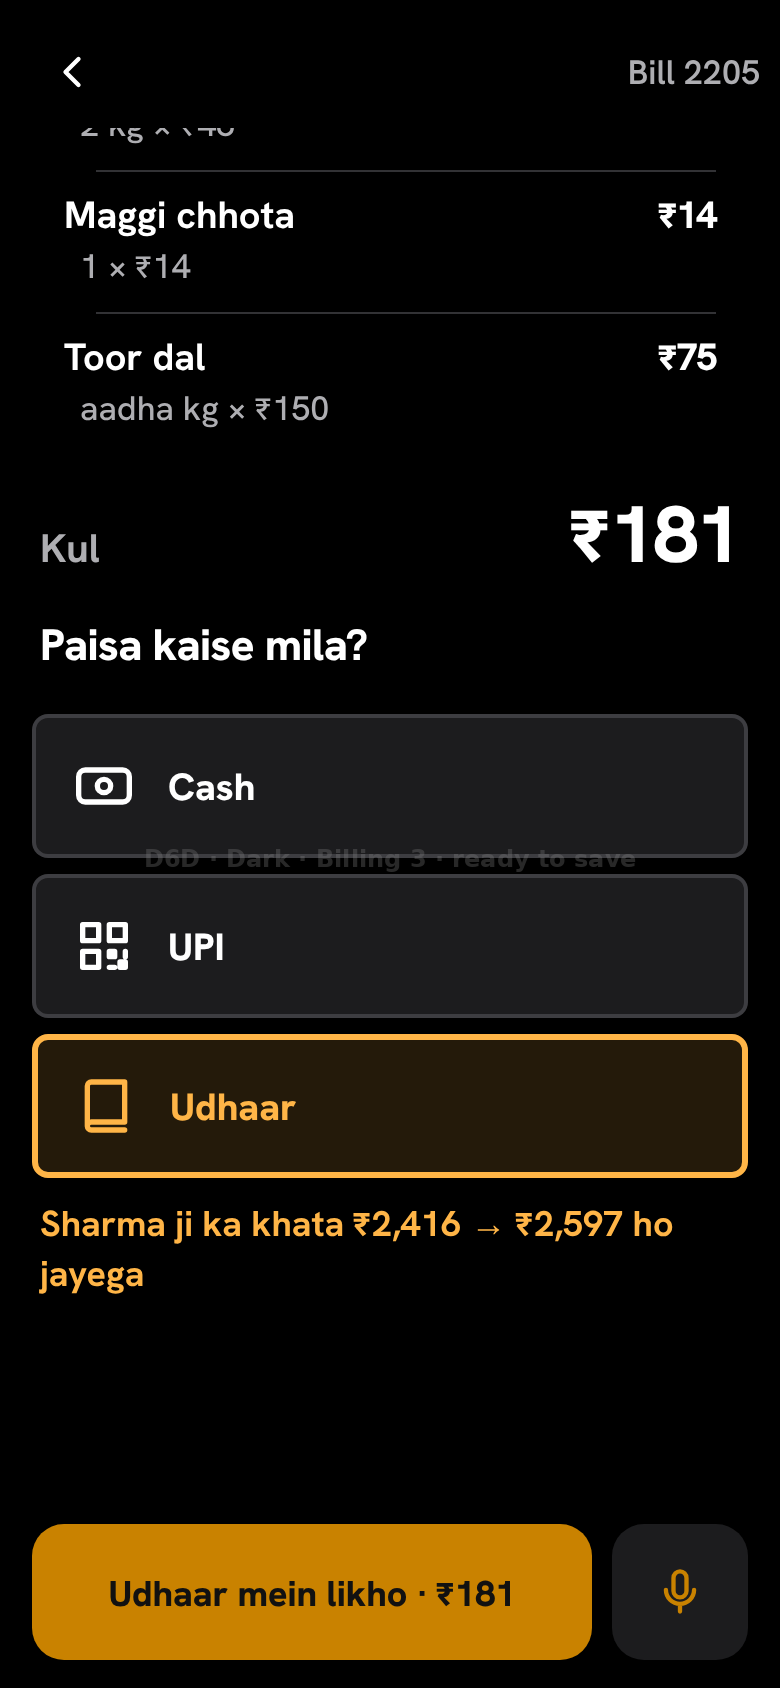 Bill 2205
Maggi chhota ₹14
1 × ₹14
Toor dal ₹75
aadha kg × ₹150
Kul ₹181
Paisa kaise mila?
Cash
D6D · Dark · Billing 3 · ready to save
UPI
Udhaar
Sharma ji ka khata ₹2,416 → ₹2,597 ho
jayega
Udhaar mein likho · ₹181